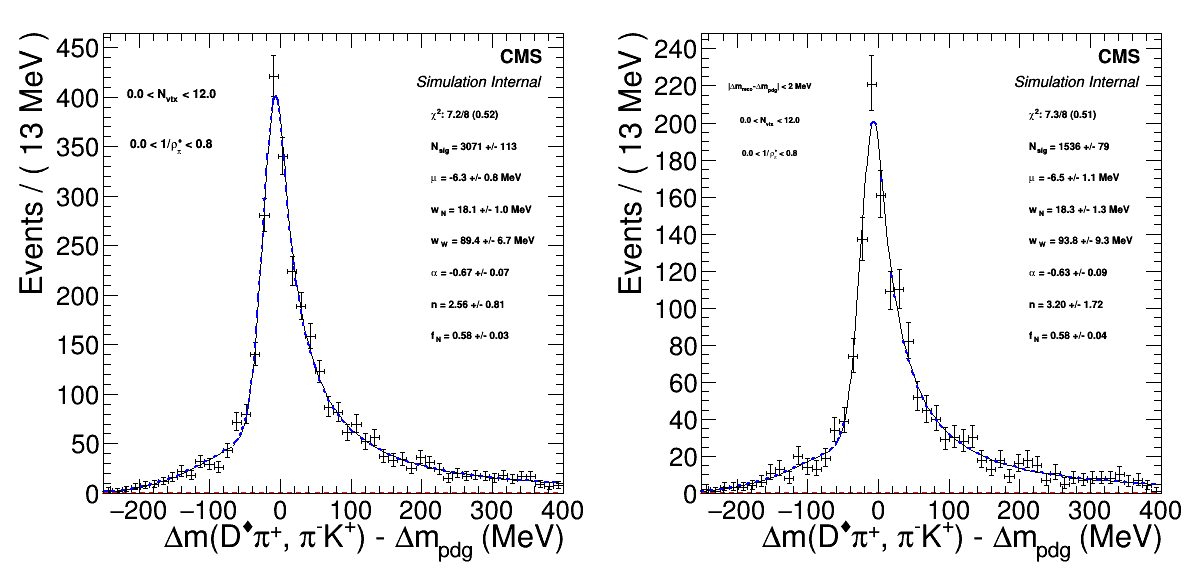 CMS
Simulation Internal
0.0 < N_vtx < 12.0
0.0 < 1/ρ*_π < 0.8
χ²: 7.2/8 (0.52)
N_sig = 3071 +/- 113
μ = -6.3 +/- 0.8 MeV
w_N = 18.1 +/- 1.0 MeV
w_W = 89.4 +/- 6.7 MeV
α = -0.67 +/- 0.07
n = 2.56 +/- 0.81
f_N = 0.58 +/- 0.03
Events / ( 13 MeV )
450
400
350
300
250
200
150
100
50
0
−200 −100 0 100 200 300 400
Δm(D♦π⁺, π⁻K⁺) - Δm_pdg (MeV)
CMS
Simulation Internal
|Δm_reco-Δm_pdg| < 2 MeV
0.0 < N_vtx < 12.0
0.0 < 1/ρ*_π < 0.8
χ²: 7.3/8 (0.51)
N_sig = 1536 +/- 79
μ = -6.5 +/- 1.1 MeV
w_N = 18.3 +/- 1.3 MeV
w_W = 93.8 +/- 9.3 MeV
α = -0.63 +/- 0.09
n = 3.20 +/- 1.72
f_N = 0.58 +/- 0.04
Events / ( 13 MeV )
240
220
200
180
160
140
120
100
80
60
40
20
0
−200 −100 0 100 200 300 400
Δm(D♦π⁺, π⁻K⁺) - Δm_pdg (MeV)